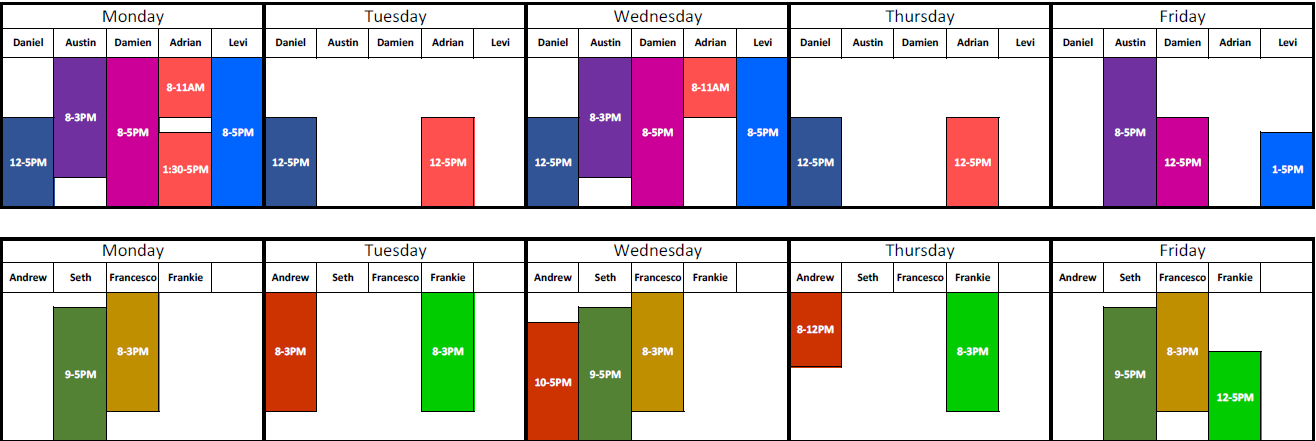 Monday Tuesday Wednesday Thursday Friday
Daniel Austin Damien Adrian Levi Daniel Austin Damien Adrian Levi Daniel Austin Damien Adrian Levi Daniel Austin Damien Adrian Levi Daniel Austin Damien Adrian Levi
8-11AM 8-11AM
8-3PM 8-3PM
8-5PM 8-5PM 8-5PM 8-5PM 8-5PM
12-5PM 12-5PM 12-5PM 12-5PM 12-5PM 12-5PM 12-5PM
1:30-5PM 1-5PM
Monday Tuesday Wednesday Thursday Friday
Andrew Seth Francesco Frankie Andrew Seth Francesco Frankie Andrew Seth Francesco Frankie Andrew Seth Francesco Frankie Andrew Seth Francesco Frankie
8-12PM
8-3PM 8-3PM 8-3PM 8-3PM 8-3PM 8-3PM
9-5PM 9-5PM 9-5PM
10-5PM
12-5PM